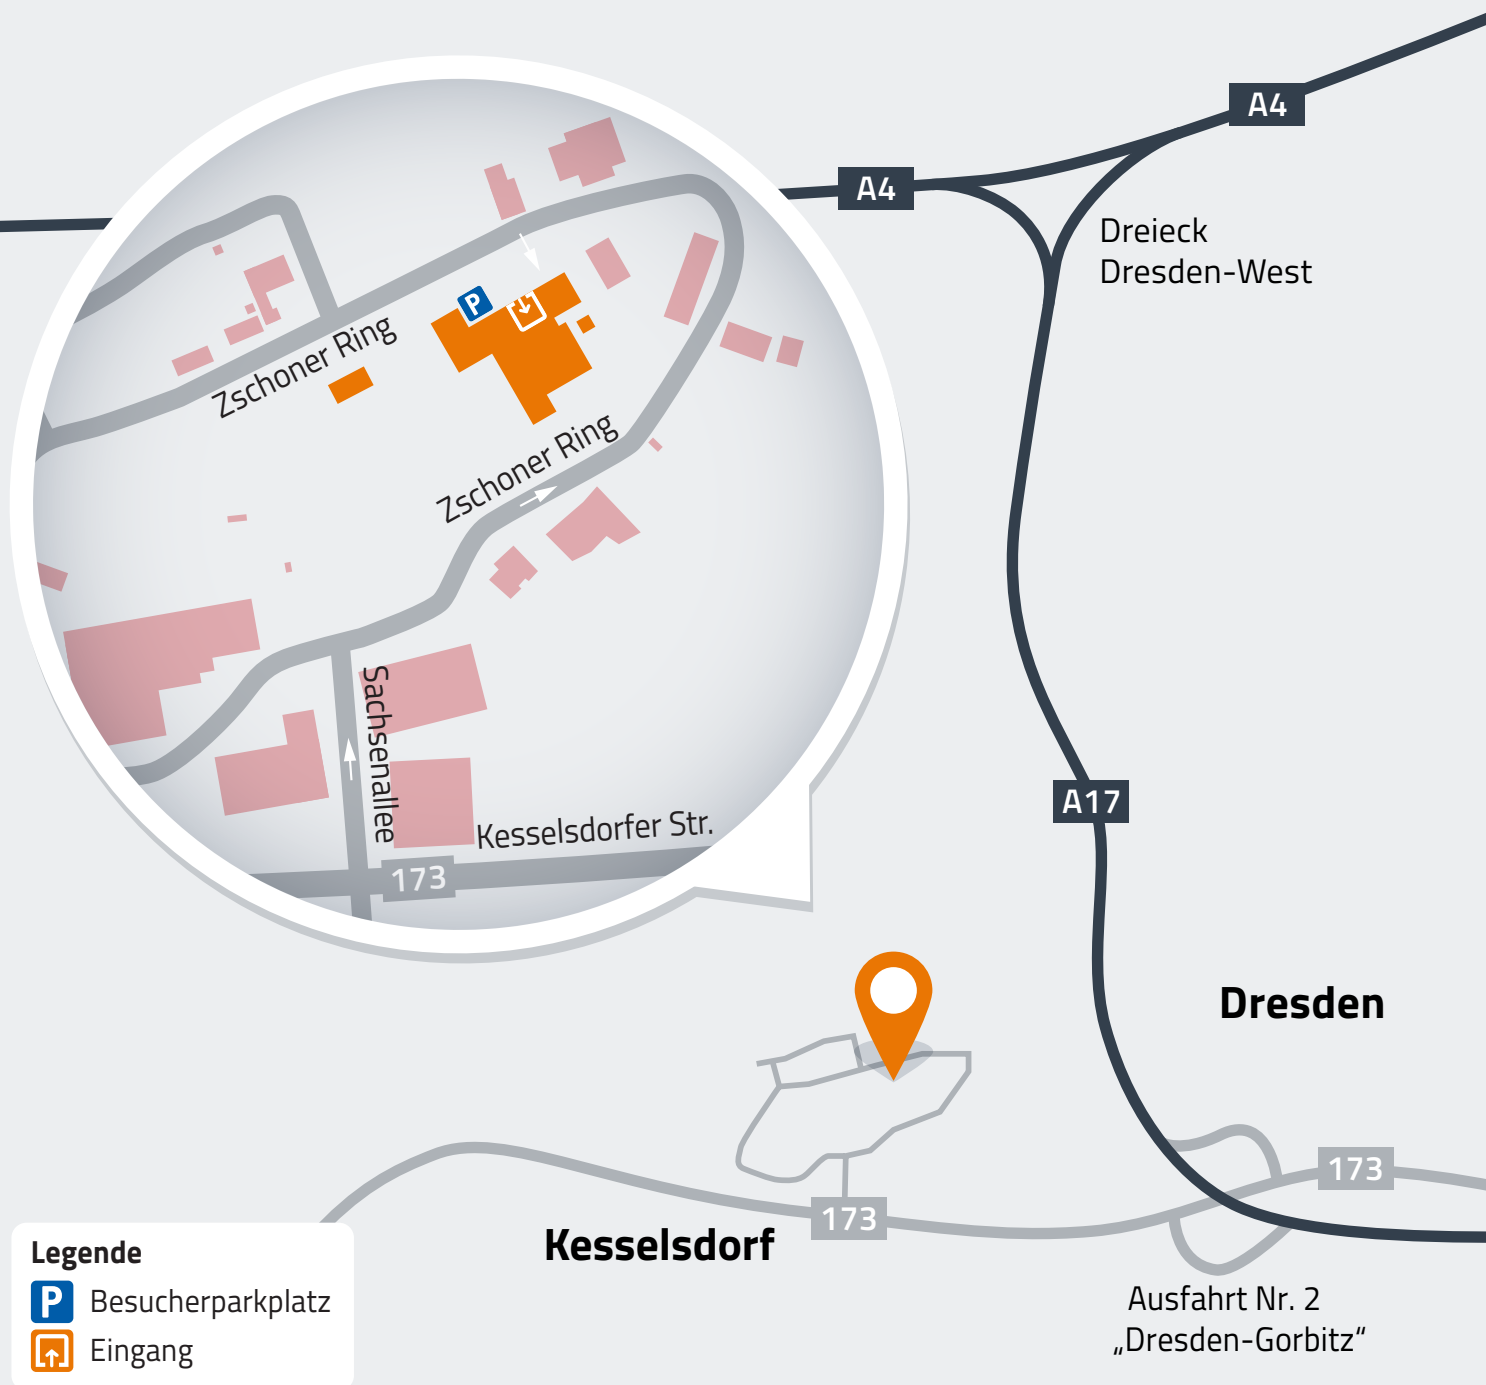 A4
A4
Dreieck
Dresden-West
P
Zschoner Ring
Zschoner Ring
Sachsenallee
Kesselsdorfer Str.
173
A17
Dresden
173
173
Kesselsdorf
Legende
P Besucherparkplatz
Eingang
Ausfahrt Nr. 2
„Dresden-Gorbitz“